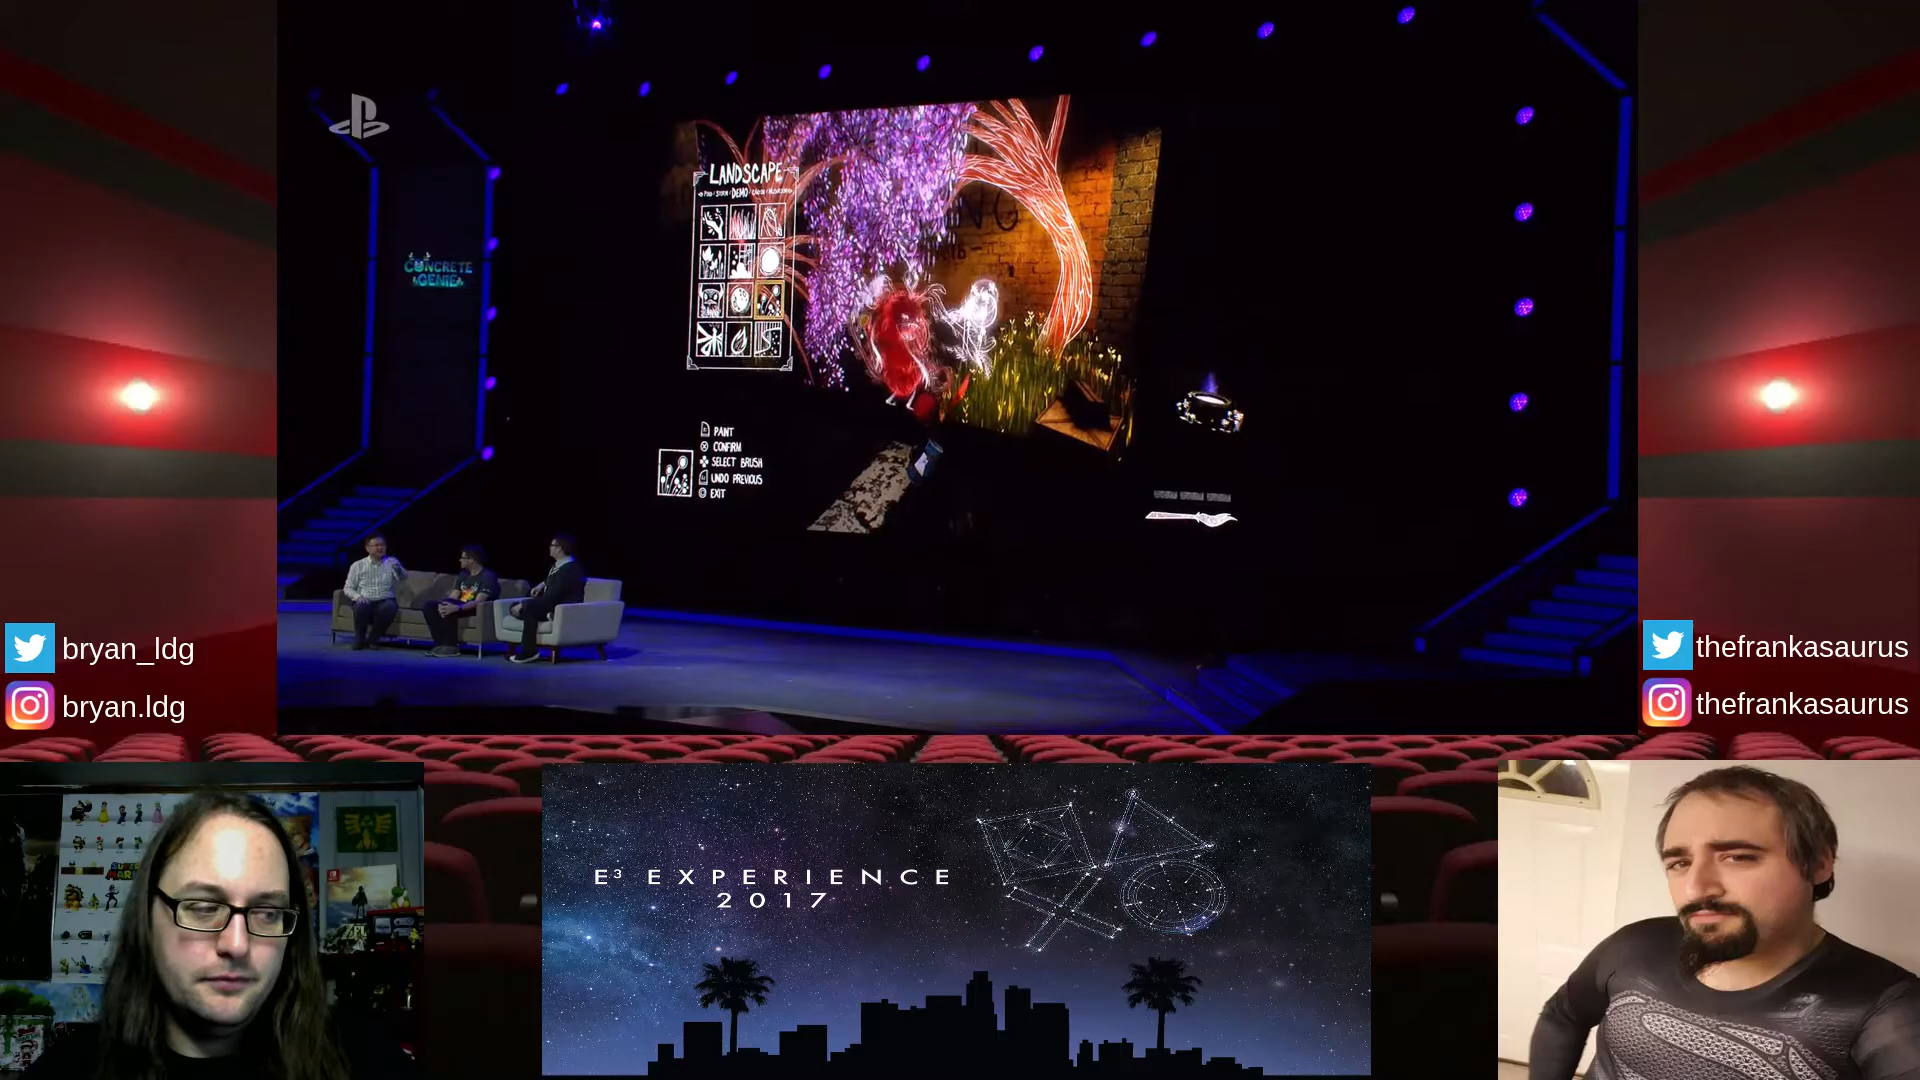 LANDSCAPE
DEMO
CONCRETE
GENIE
PAINT
CONFIRM
SELECT BRUSH
UNDO PREVIOUS
EXIT
bryan_ldg
bryan.ldg
thefrankasaurus
thefrankasaurus
E³ EXPERIENCE
2017